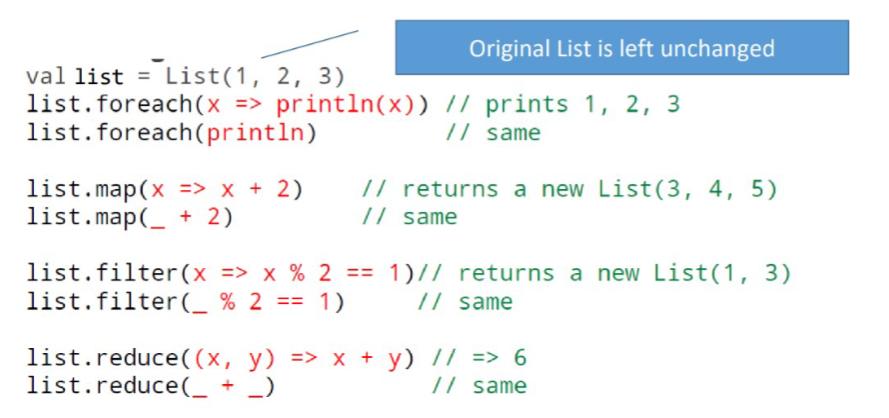 Original List is left unchanged
val list = List(1, 2, 3)
list.foreach(x => println(x)) // prints 1, 2, 3
list.foreach(println) // same
list.map(x => x + 2) // returns a new List(3, 4, 5)
list.map(_ + 2) // same
list.filter(x => x % 2 == 1)// returns a new List(1, 3)
list.filter(_ % 2 == 1) // same
list.reduce((x, y) => x + y) // => 6
list.reduce(_ + _) // same